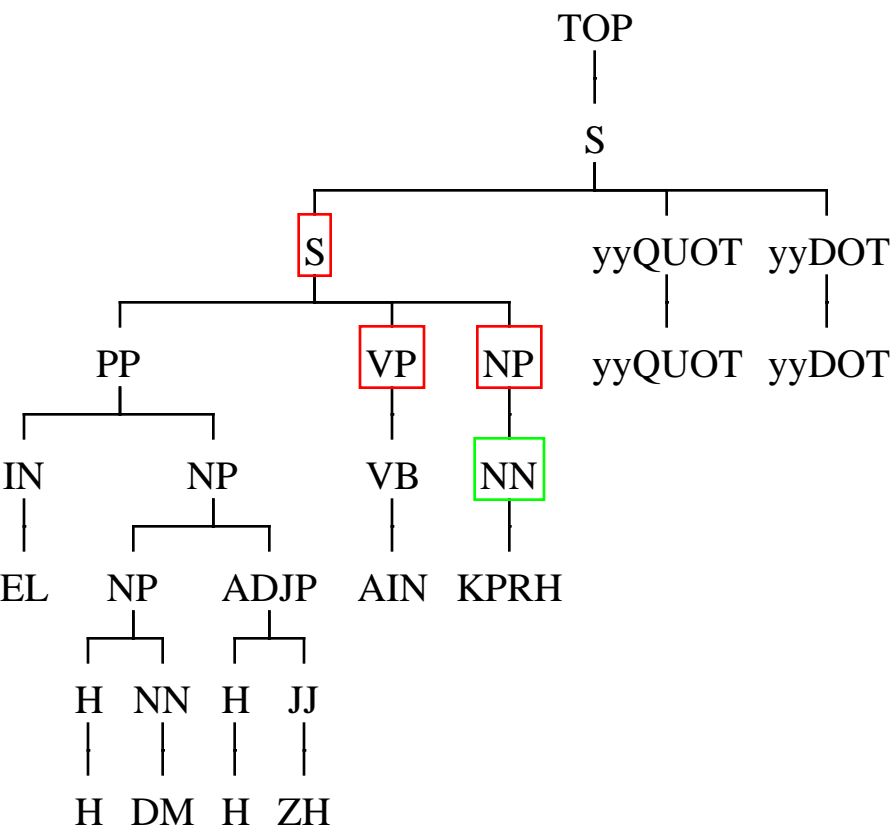 TOP
S
S yyQUOT yyDOT
PP VP NP yyQUOT yyDOT
IN NP VB NN
EL NP ADJP AIN KPRH
H NN H JJ
H DM H ZH